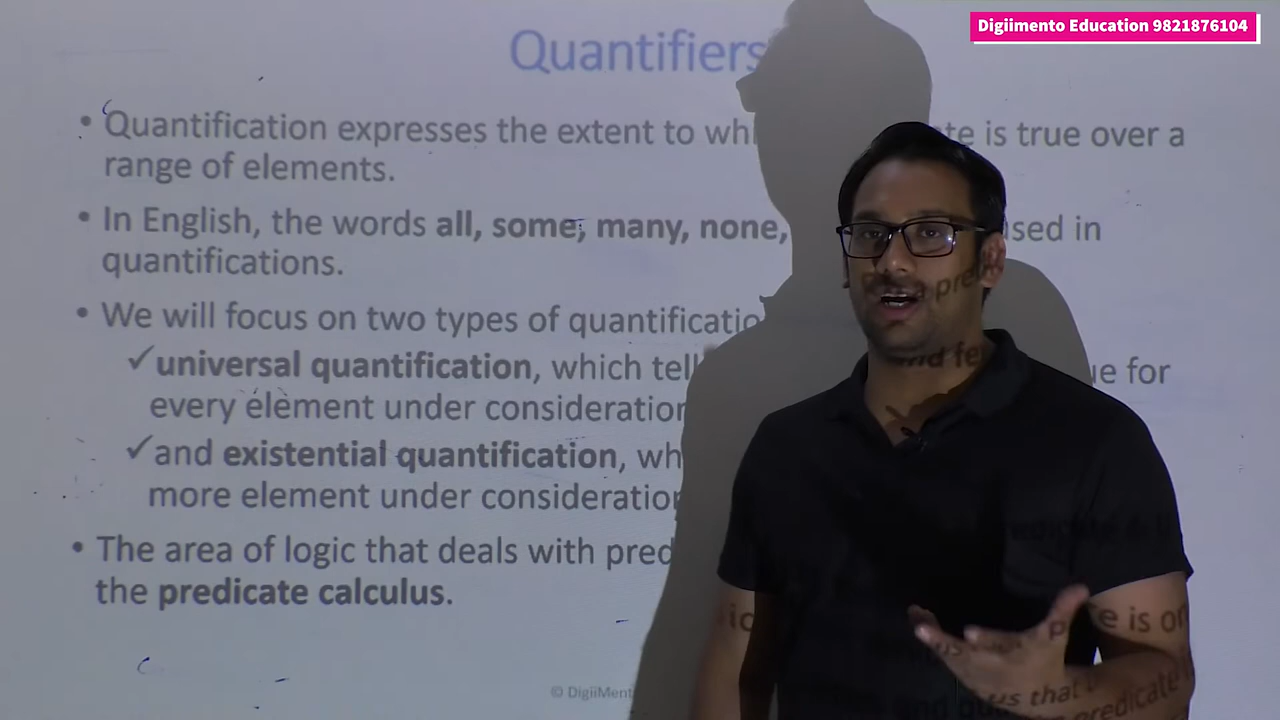 Digiimento Education 9821876104
Quantifiers
• Quantification expresses the extent to whi te is true over a
range of elements.
• In English, the words all, some, many, none, used in
quantifications.
• We will focus on two types of quantificatio
✓universal quantification, which tell ue for
every element under consideration
✓and existential quantification, wh
more element under consideration
• The area of logic that deals with pred
the predicate calculus.
© DigiiMent